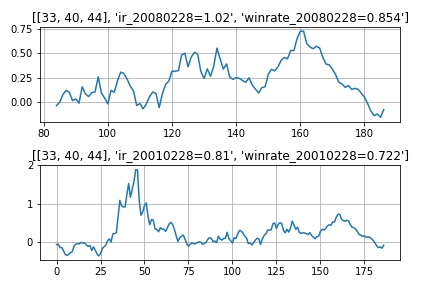 [[33, 40, 44], 'ir_20080228=1.02', 'winrate_20080228=0.854']
0.75
0.50
0.25
0.00
80 100 120 140 160 180
[[33, 40, 44], 'ir_20010228=0.81', 'winrate_20010228=0.722']
2
1
0
0 25 50 75 100 125 150 175